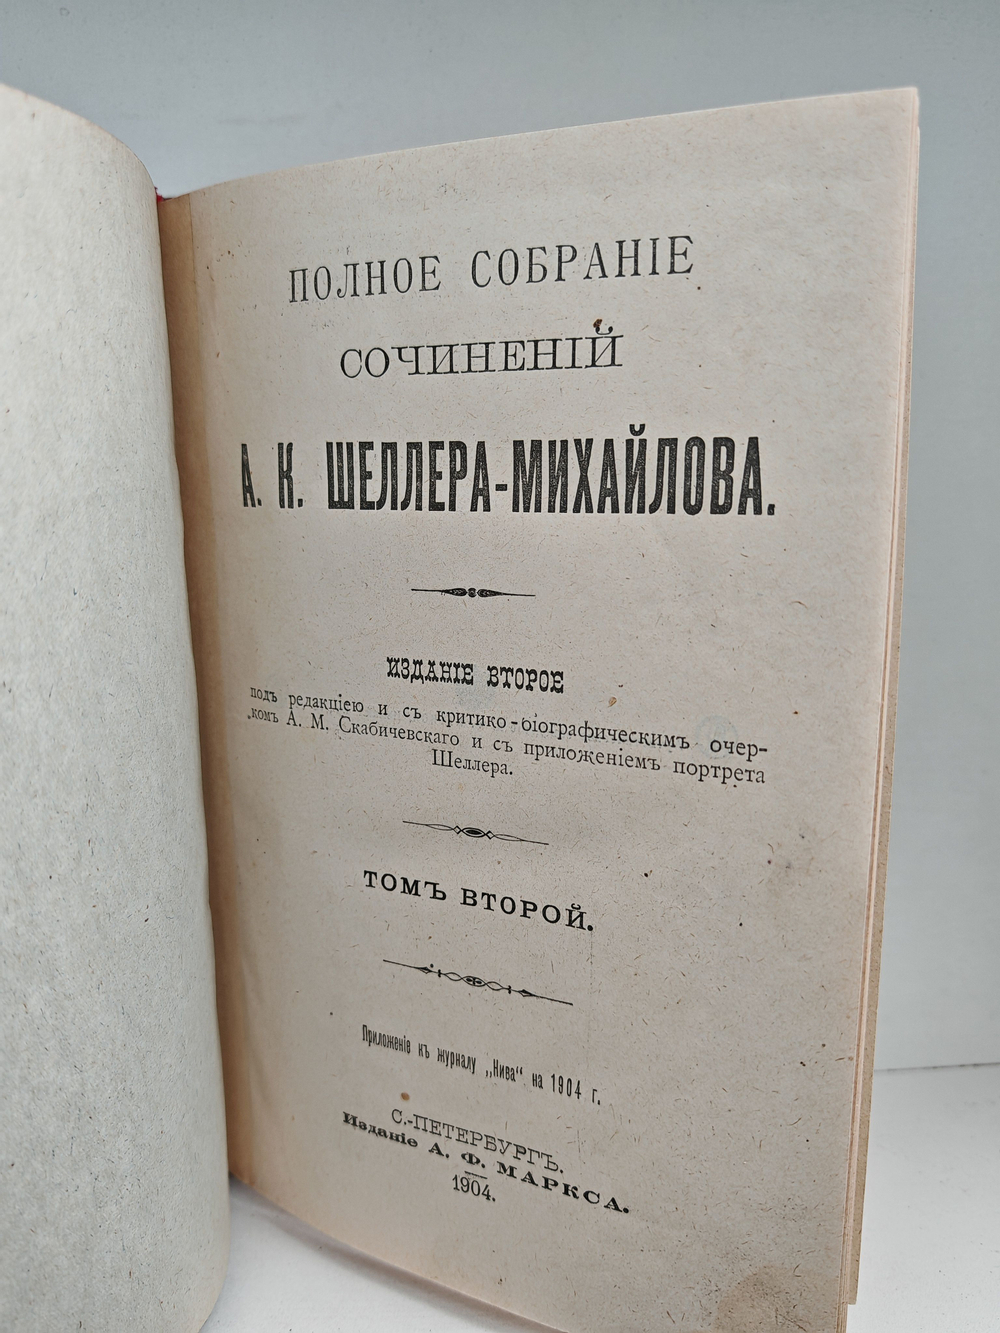 ПОЛНОЕ СОБРАНІЕ
СОЧИНЕНІЙ
А. К. ШЕЛЛЕРА-МИХАЙЛОВА.
ИЗДАНІЕ ВТОРОЕ
подъ редакціею и съ критико-біографическимъ очер-
комъ А. М. Скабичевскаго и съ приложеніемъ портрета
Шеллера.
ТОМЪ ВТОРОЙ.
Приложеніе къ журналу „Нива“ на 1904 г.
С.-ПЕТЕРБУРГЪ.
Изданіе А. Ф. МАРКСА.
1904.